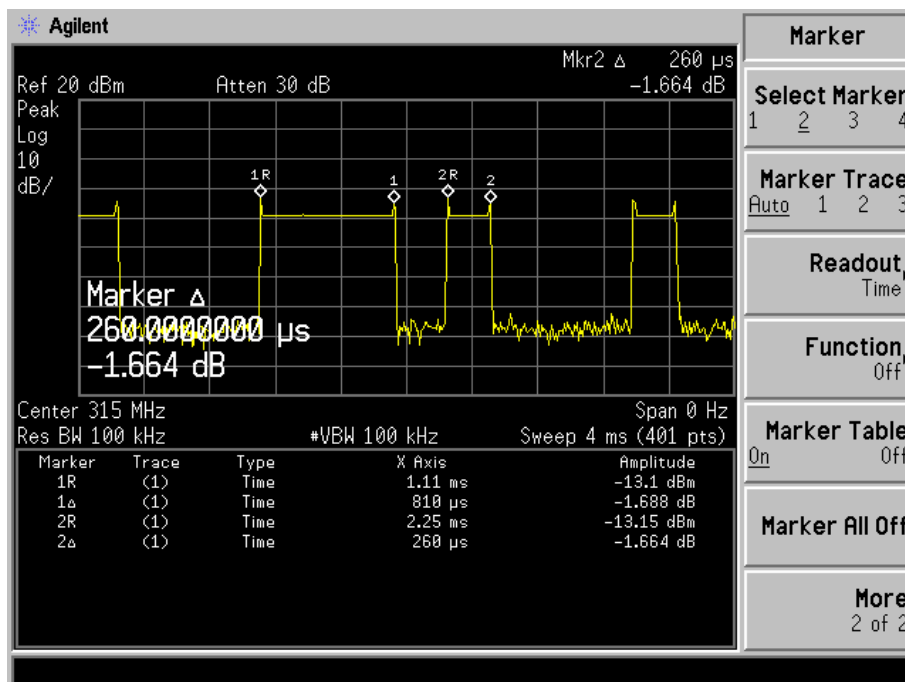 Agilent
Marker
Mkr2 Δ 260 μs
Ref 20 dBm Atten 30 dB -1.664 dB
Peak
Log
10
dB/
1R 1 2R 2
Marker Δ
260.0000000 μs
-1.664 dB
Center 315 MHz Span 0 Hz
Res BW 100 kHz #VBW 100 kHz Sweep 4 ms (401 pts)
Marker Trace Type X Axis Amplitude
1R (1) Time 1.11 ms -13.1 dBm
1Δ (1) Time 810 μs -1.688 dB
2R (1) Time 2.25 ms -13.15 dBm
2Δ (1) Time 260 μs -1.664 dB
Select Marker
1 2 3 4
Marker Trace
Auto 1 2 3
Readout
Time
Function
Off
Marker Table
On Off
Marker All Off
More
2 of 2